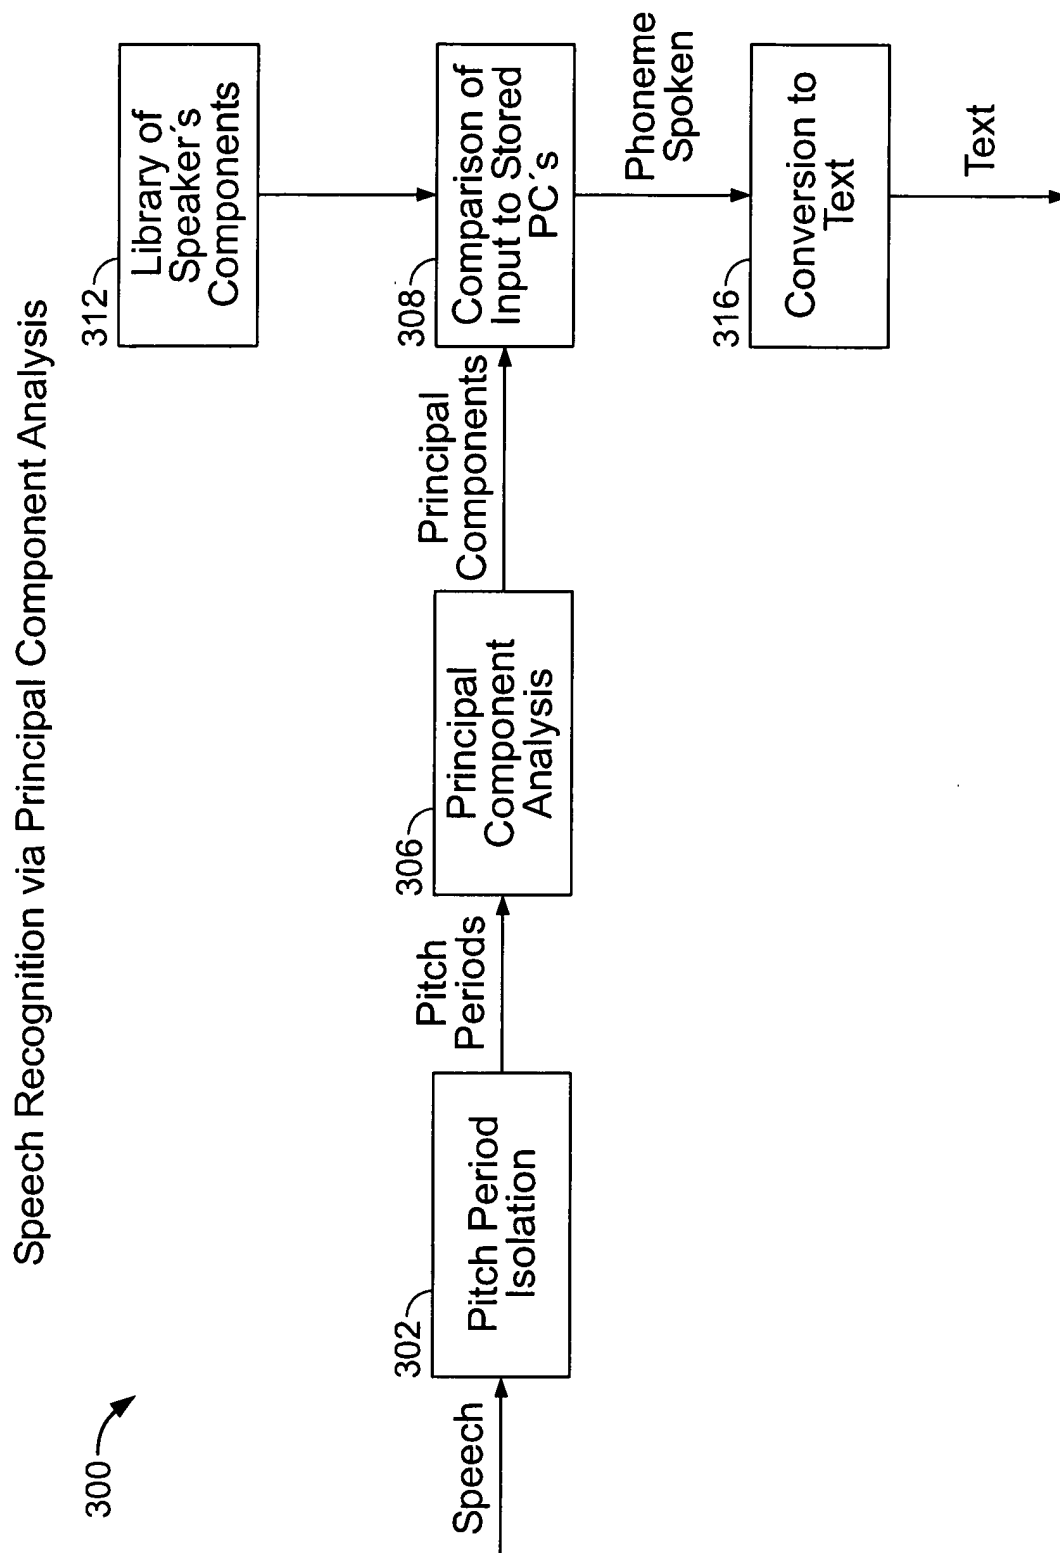 Speech Recognition via Principal Component Analysis
300
312
Library of
Speaker´s
Components
Speech
302
Pitch Period
Isolation
Pitch
Periods
306
Principal
Component
Analysis
Principal
Components
308
Comparison of
Input to Stored
PC´s
Phoneme
Spoken
316
Conversion to
Text
Text